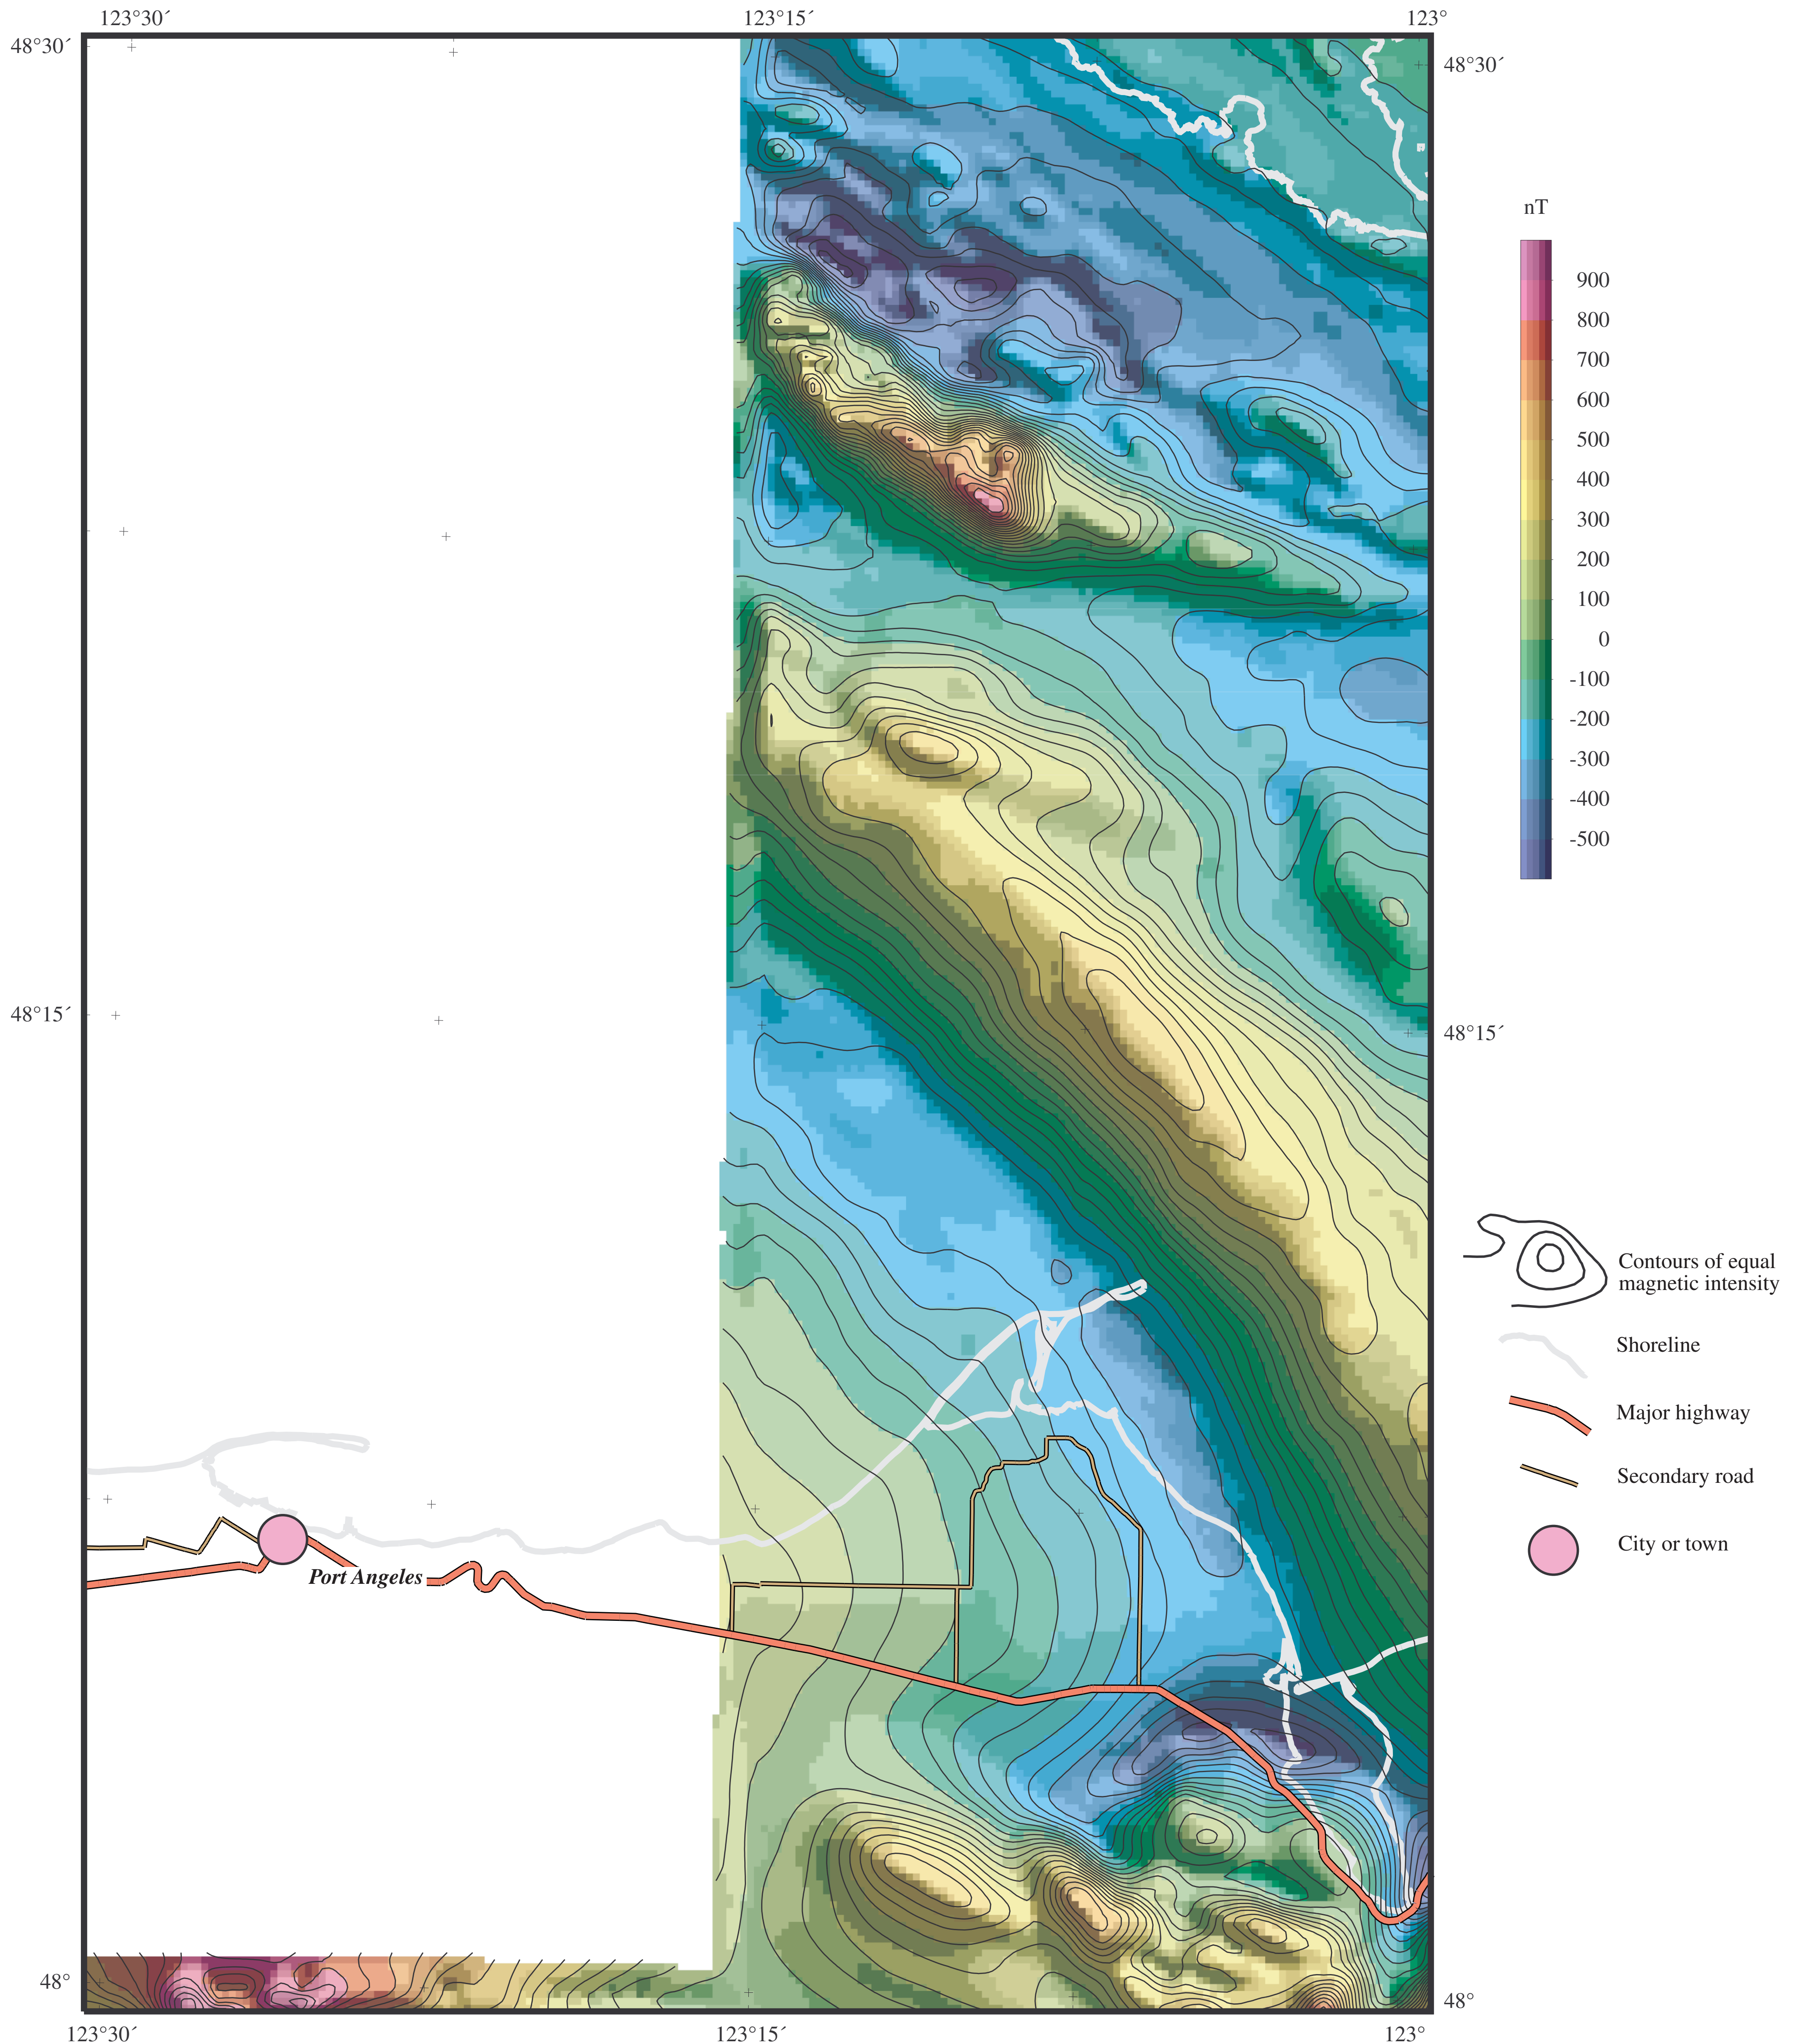 123°30´ 123°15´ 123°
48°30´
48°30´
nT
900
800
700
600
500
400
300
200
100
0
-100
-200
-300
-400
-500
48°15´
48°15´
Contours of equal
magnetic intensity
Shoreline
Major highway
Secondary road
City or town
Port Angeles
48°
48°
123°30´ 123°15´ 123°